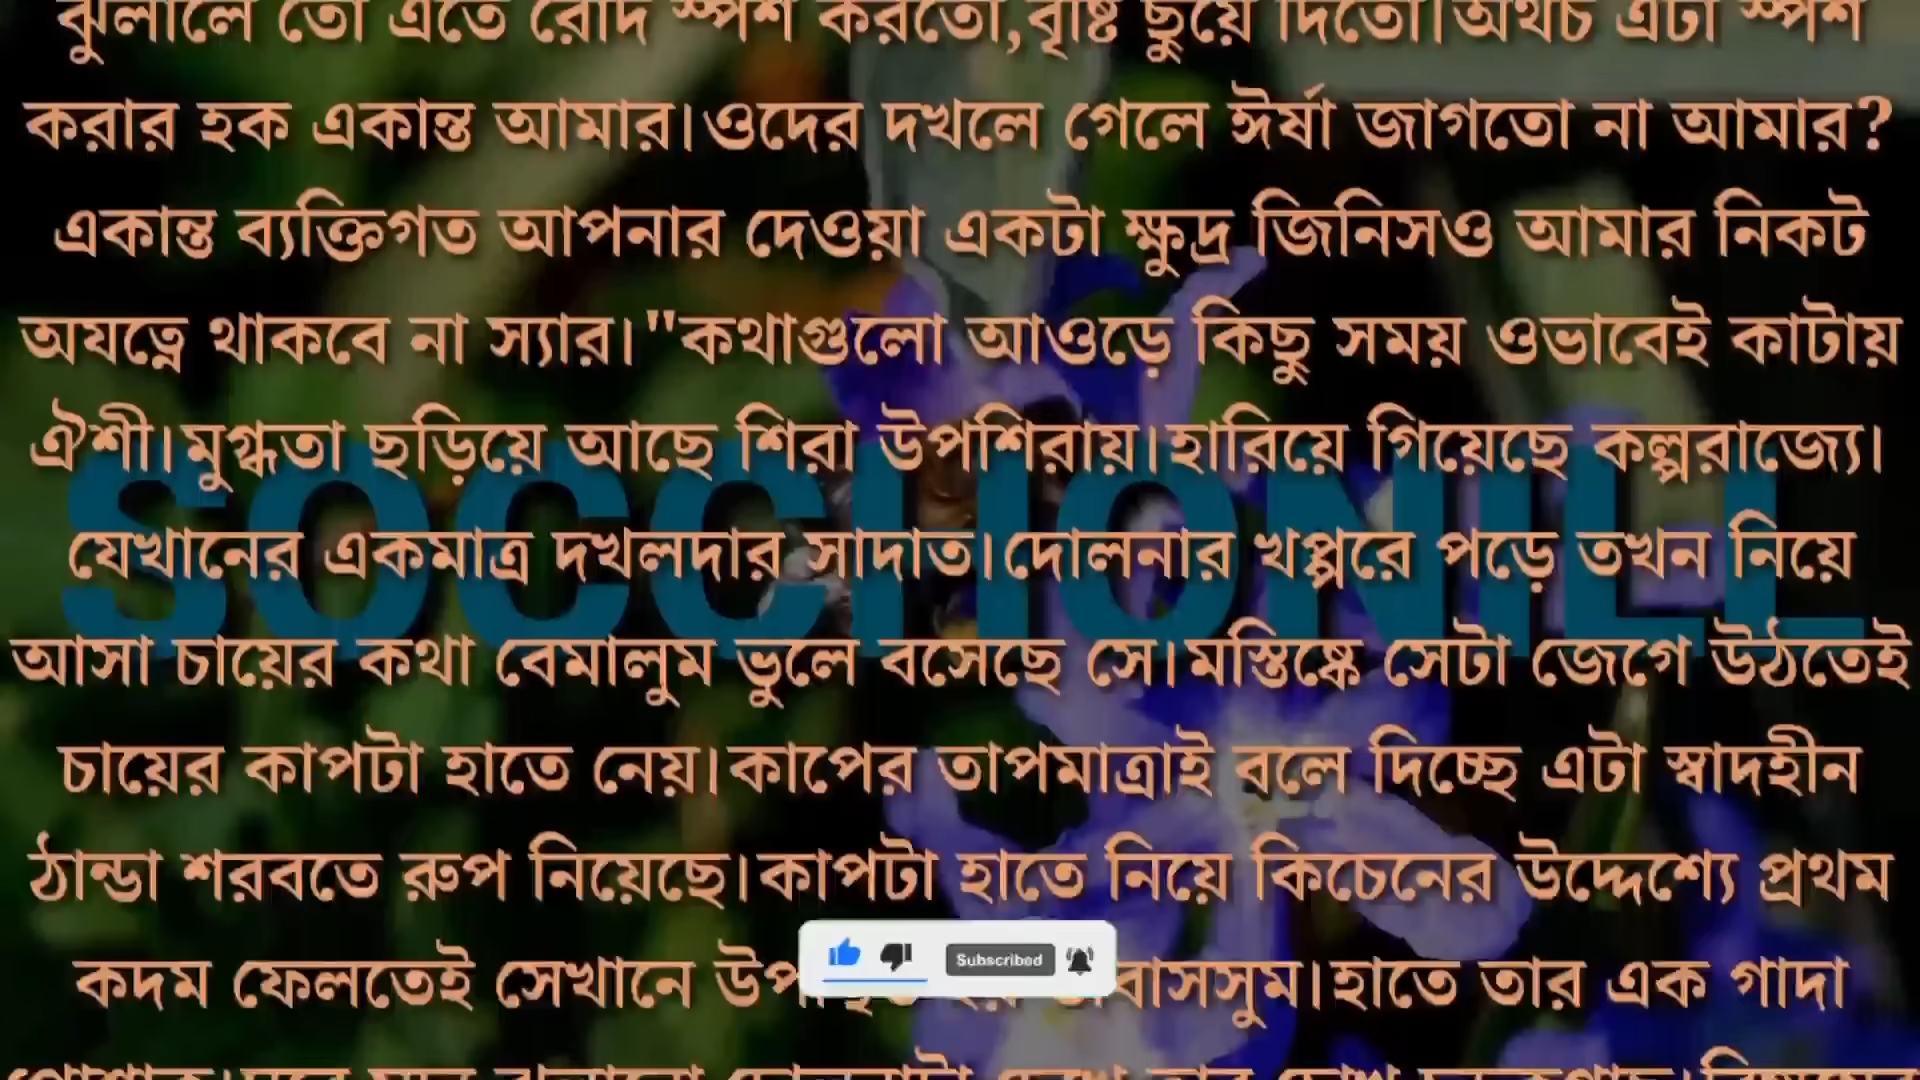 ঝুলালে তো এতে রোদ স্পর্শ করতো,বৃষ্টি ছুয়ে দিতো।অথচ এটা স্পর্শ
করার হক একান্ত আমার।ওদের দখলে গেলে ঈর্ষা জাগতো না আমার?
একান্ত ব্যক্তিগত আপনার দেওয়া একটা ক্ষুদ্র জিনিসও আমার নিকট
অযত্নে থাকবে না স্যার।"কথাগুলো আওড়ে কিছু সময় ওভাবেই কাটায়
ঐশী।মুগ্ধতা ছড়িয়ে আছে শিরা উপশিরায়।হারিয়ে গিয়েছে কল্পরাজ্যে।
SOCCHONILL
যেখানের একমাত্র দখলদার সাদাত।দোলনার খপ্পরে পড়ে তখন নিয়ে
আসা চায়ের কথা বেমালুম ভুলে বসেছে সে।মস্তিষ্কে সেটা জেগে উঠতেই
চায়ের কাপটা হাতে নেয়।কাপের তাপমাত্রাই বলে দিচ্ছে এটা স্বাদহীন
ঠান্ডা শরবতে রুপ নিয়েছে।কাপটা হাতে নিয়ে কিচেনের উদ্দেশ্যে প্রথম
Subscribed
কদম ফেলতেই সেখানে হাতে তার এক গাদা